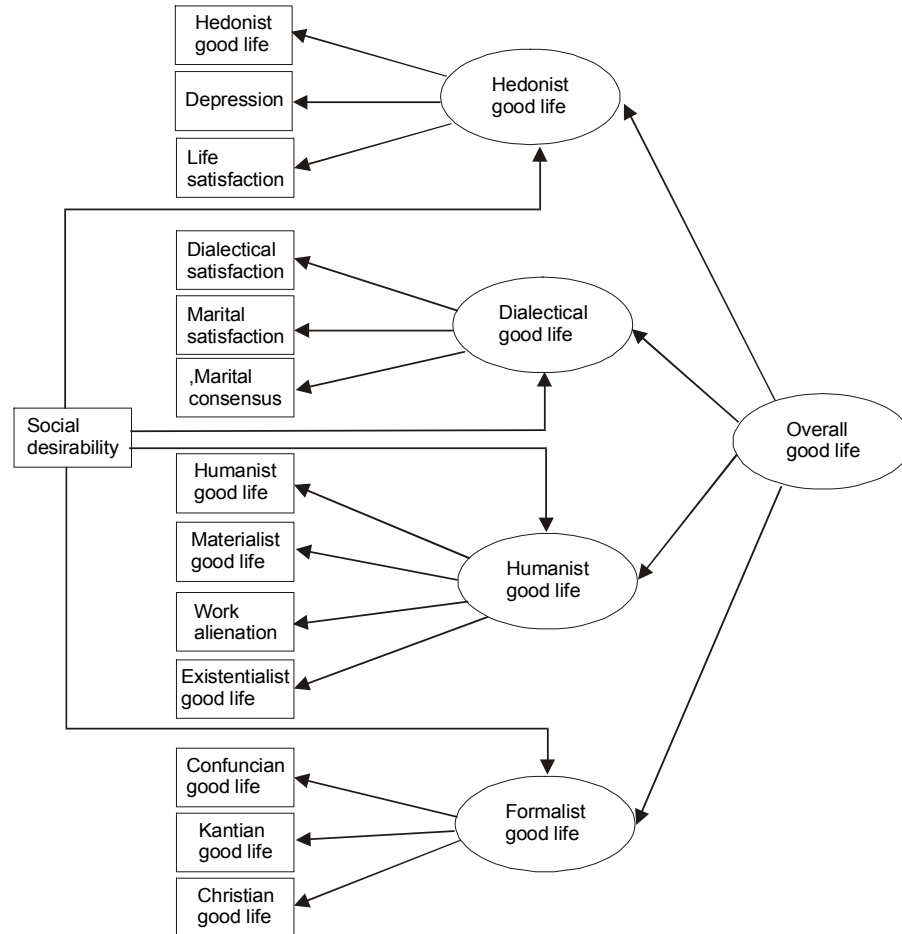 Hedonist
good life
Depression
Life
satisfaction
Hedonist
good life
Dialectical
satisfaction
Marital
satisfaction
,Marital
consensus
Dialectical
good life
Social
desirability
Overall
good life
Humanist
good life
Materialist
good life
Work
alienation
Existentialist
good life
Humanist
good life
Confuncian
good life
Kantian
good life
Christian
good life
Formalist
good life